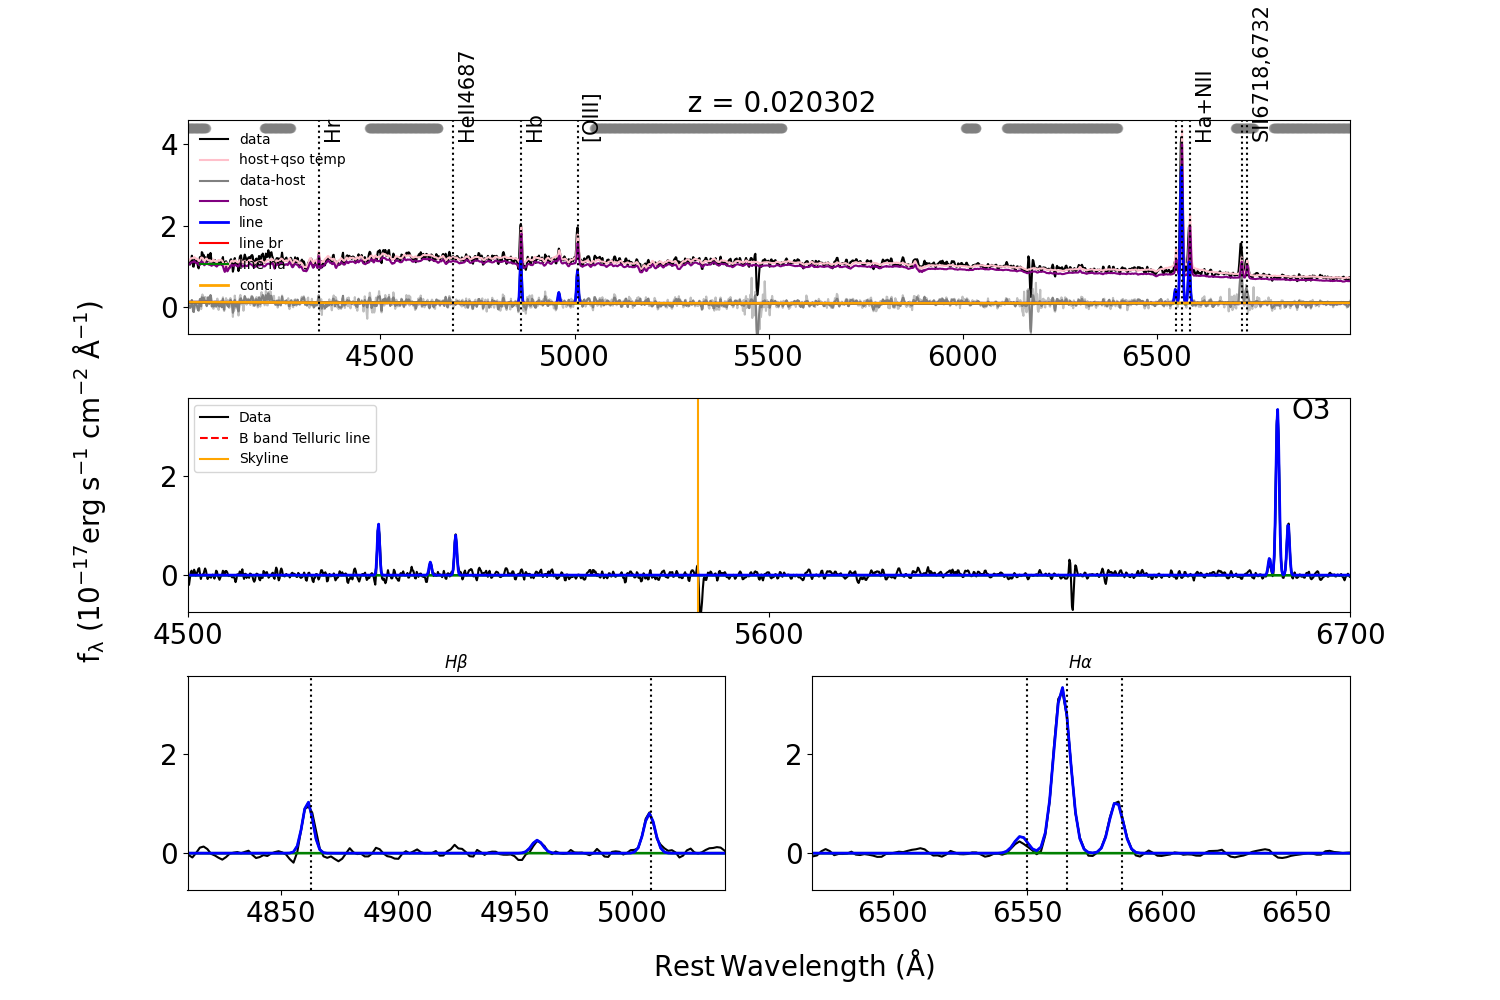 z = 0.020302
Hr
HeII4687
Hb
[OIII]
Ha+NII
SII6718,6732
data
host+qso temp
data-host
host
line
line br
line na
conti
4
2
0
4500
5000
5500
6000
6500
Data
B band Telluric line
Skyline
O3
2
0
4500
5600
6700
fλ (10⁻¹⁷erg s⁻¹ cm⁻² Å⁻¹)
Hβ
2
0
4850
4900
4950
5000
Hα
2
0
6500
6550
6600
6650
Rest Wavelength (Å)